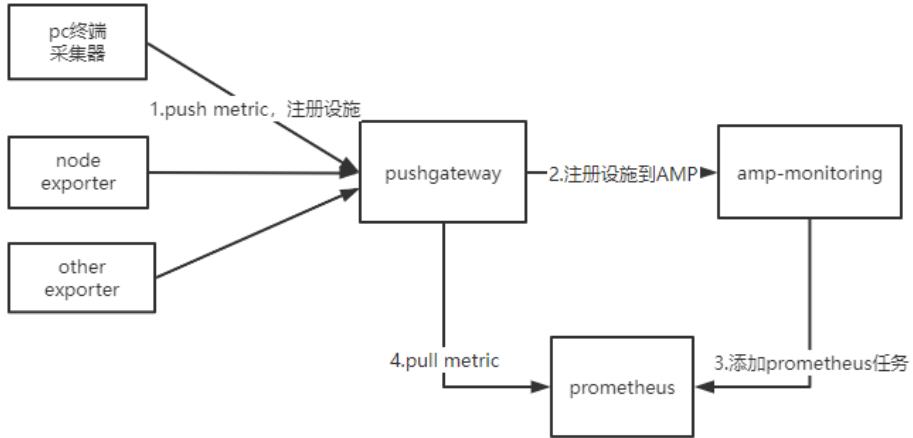 pc终端
采集器
1.push metric，注册设施
node
exporter
pushgateway
2.注册设施到AMP
amp-monitoring
other
exporter
4.pull metric
prometheus
3.添加prometheus任务